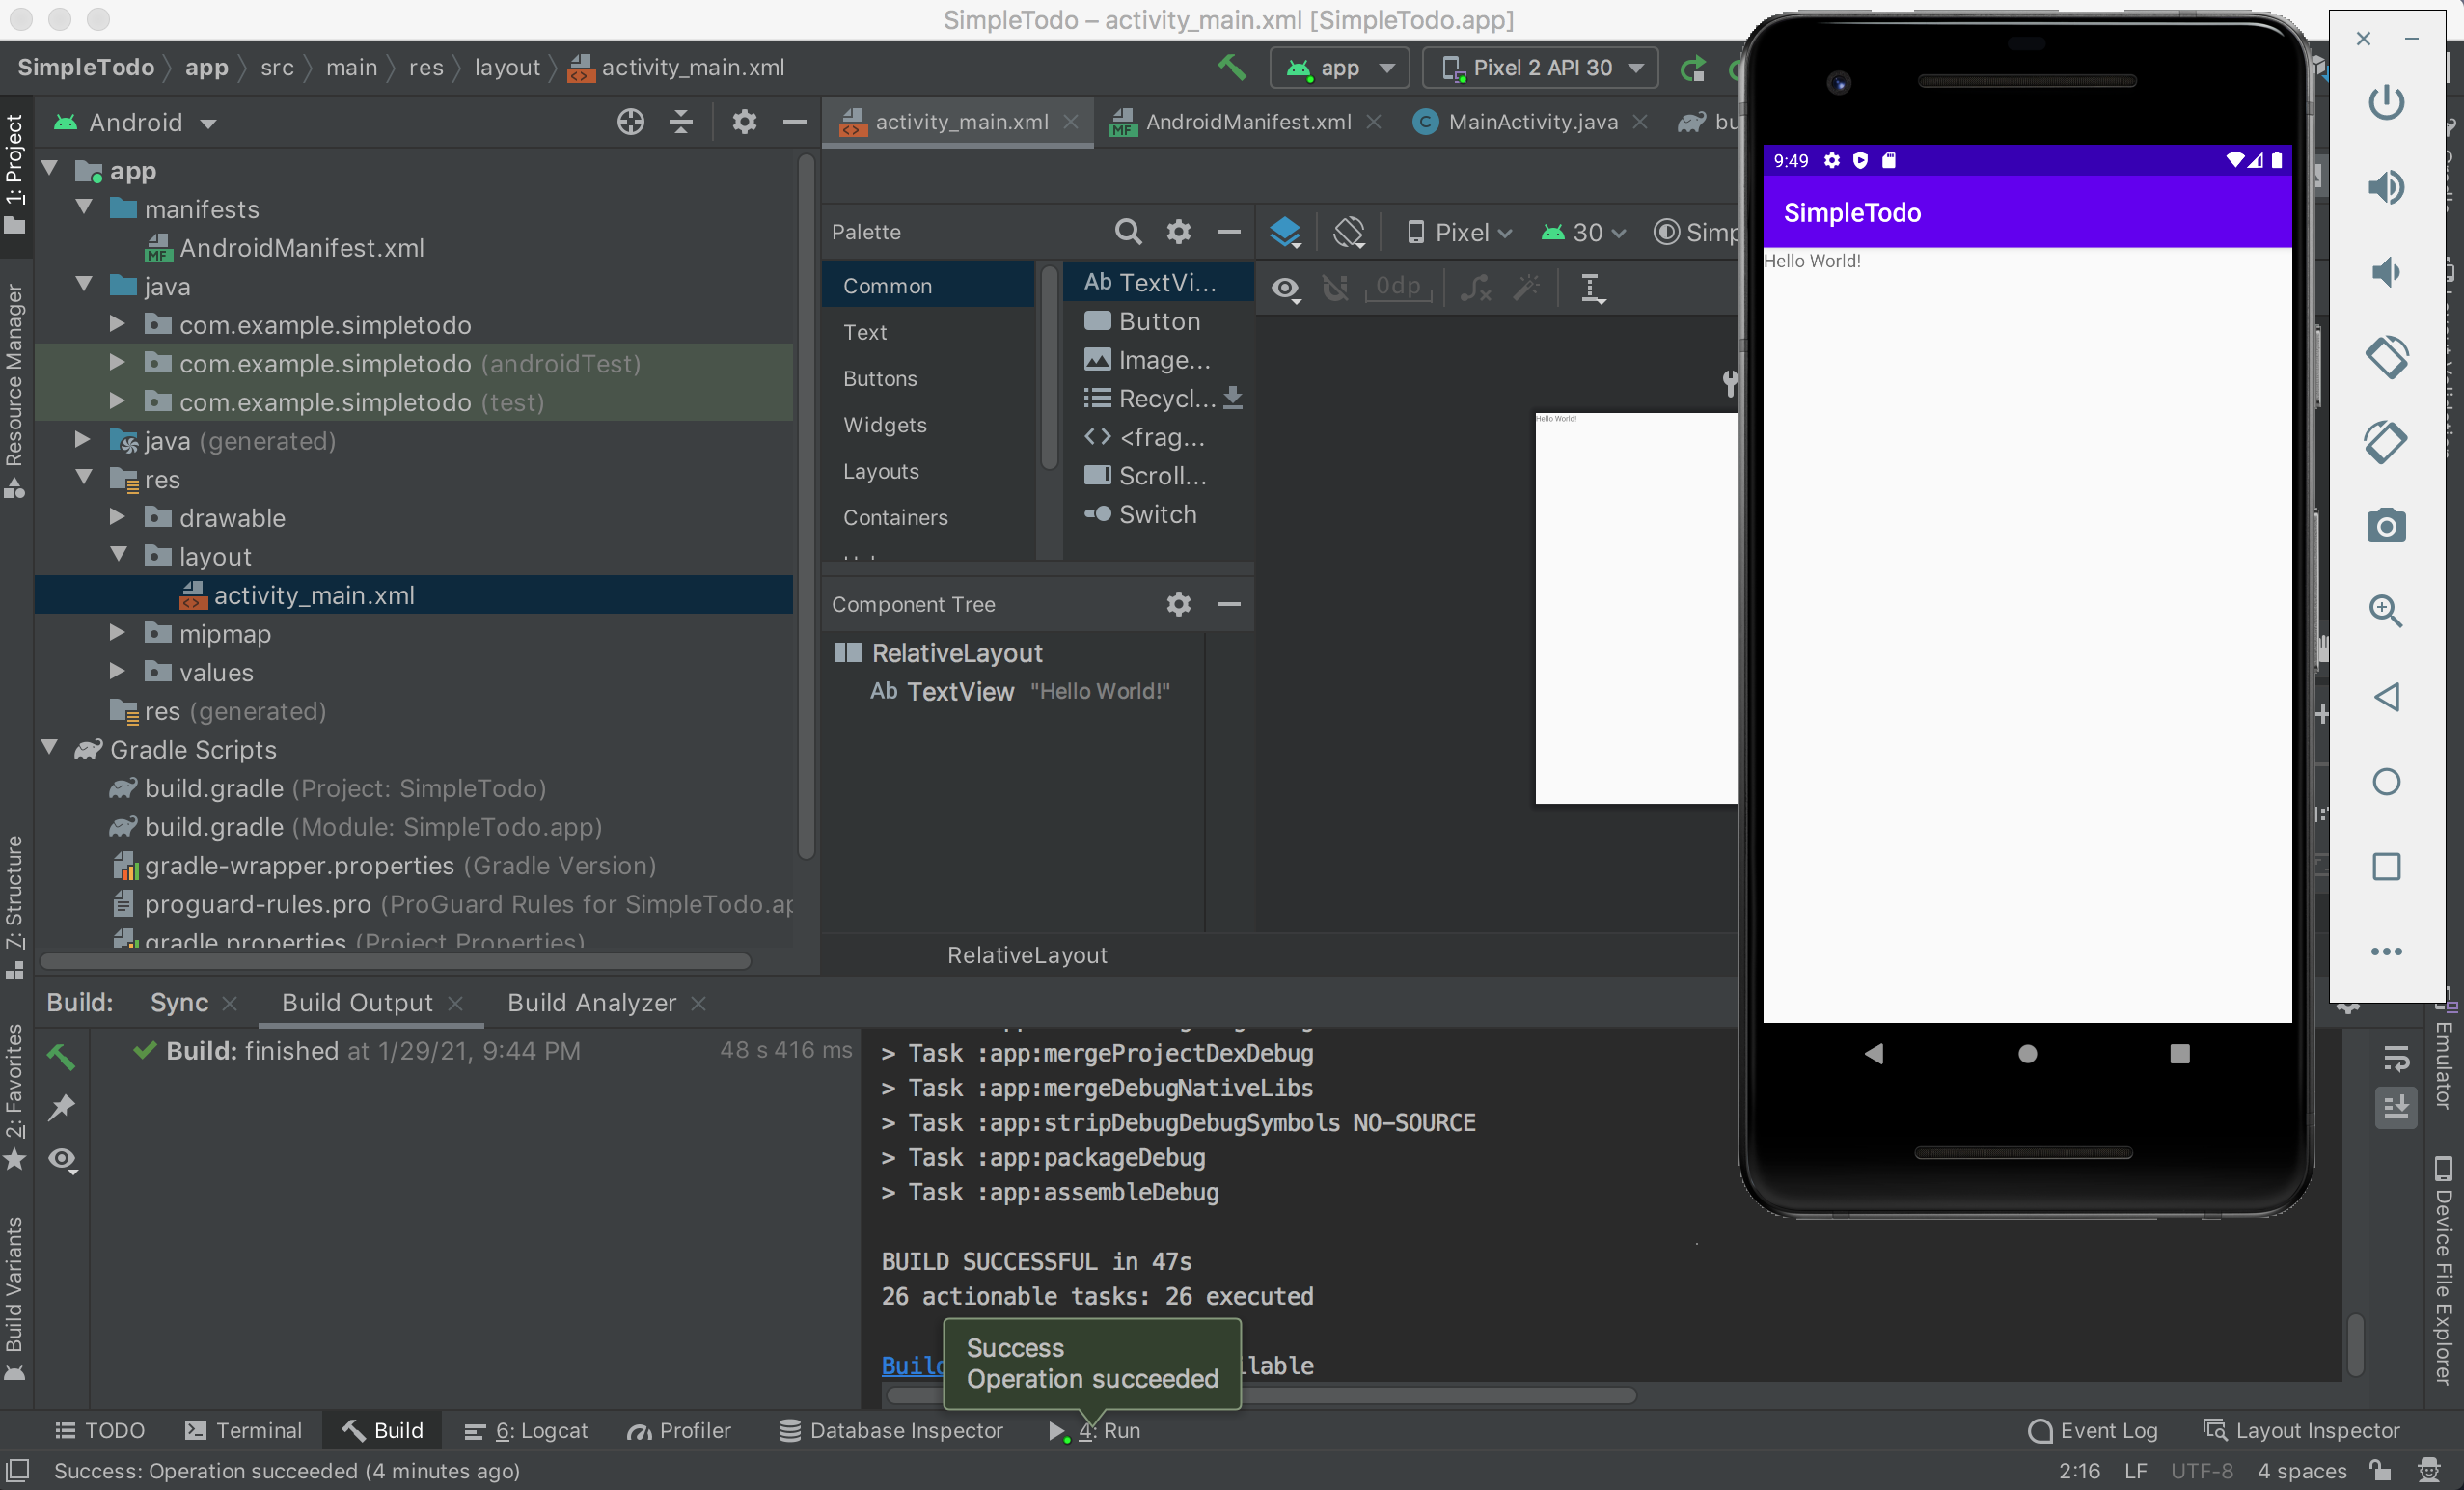 SimpleTodo – activity_main.xml [SimpleTodo.app]
SimpleTodo app src main res layout activity_main.xml
app Pixel 2 API 30
Android
1: Project
Resource Manager
7: Structure
2: Favorites
Build Variants
app
manifests
AndroidManifest.xml
java
com.example.simpletodo
com.example.simpletodo (androidTest)
com.example.simpletodo (test)
java (generated)
res
drawable
layout
activity_main.xml
mipmap
values
res (generated)
Gradle Scripts
build.gradle (Project: SimpleTodo)
build.gradle (Module: SimpleTodo.app)
gradle-wrapper.properties (Gradle Version)
proguard-rules.pro (ProGuard Rules for SimpleTodo.ap
gradle.properties (Project Properties)
activity_main.xml AndroidManifest.xml MainActivity.java bu
Palette
Pixel 30 Simp
0dp
Common
Text
Buttons
Widgets
Layouts
Containers
Ab TextVi...
Button
Image...
Recycl...
<frag...
Scroll...
Switch
Component Tree
RelativeLayout
Ab TextView "Hello World!"
Hello World!
RelativeLayout
9:49
SimpleTodo
Hello World!
Build: Sync Build Output Build Analyzer
Build: finished at 1/29/21, 9:44 PM 48 s 416 ms
> Task :app:mergeProjectDexDebug
> Task :app:mergeDebugNativeLibs
> Task :app:stripDebugDebugSymbols NO-SOURCE
> Task :app:packageDebug
> Task :app:assembleDebug
BUILD SUCCESSFUL in 47s
26 actionable tasks: 26 executed
Build
ilable
Success
Operation succeeded
Emulator
Device File Explorer
TODO Terminal Build 6: Logcat Profiler Database Inspector 4: Run Event Log Layout Inspector
Success: Operation succeeded (4 minutes ago) 2:16 LF UTF-8 4 spaces